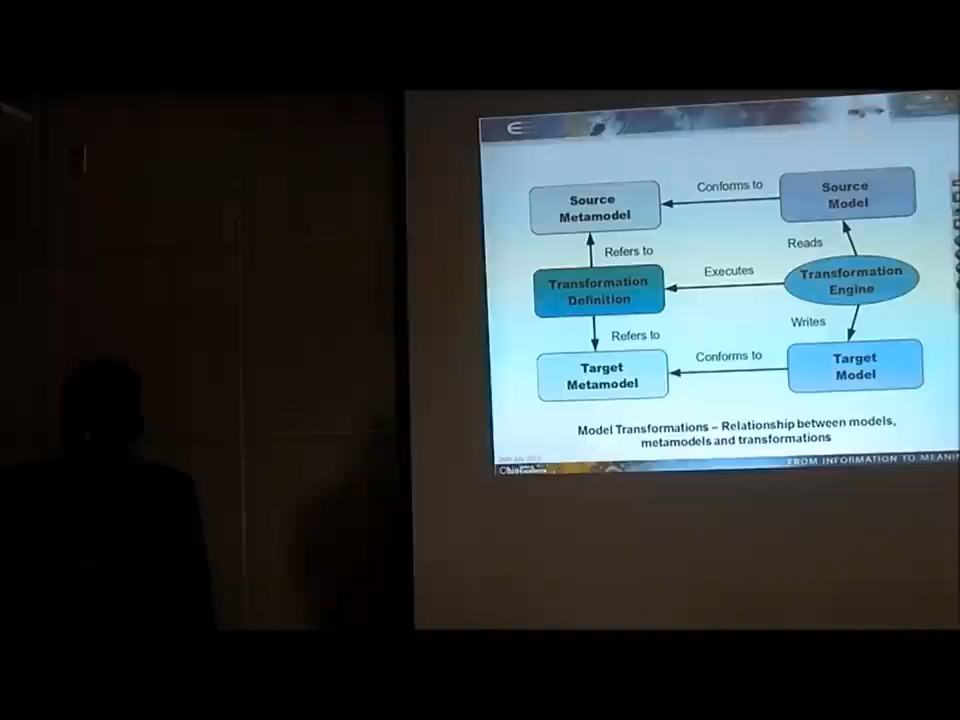 Source
Metamodel
Conforms to
Source
Model
Refers to
Reads
Transformation
Definition
Executes
Transformation
Engine
Refers to
Writes
Target
Metamodel
Conforms to
Target
Model
Model Transformations – Relationship between models,
metamodels and transformations
FROM INFORMATION TO MEANIN